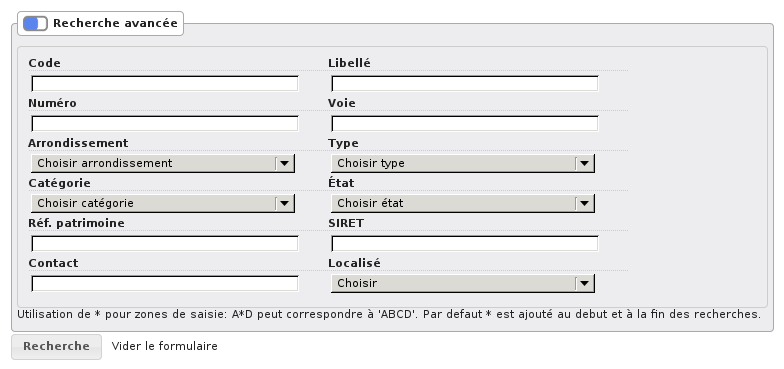 Recherche avancée
Code Libellé
Numéro Voie
Arrondissement Type
Choisir arrondissement Choisir type
Catégorie État
Choisir catégorie Choisir état
Réf. patrimoine SIRET
Contact Localisé
Choisir
Utilisation de * pour zones de saisie: A*D peut correspondre à 'ABCD'. Par defaut * est ajouté au debut et à la fin des recherches.
Recherche Vider le formulaire